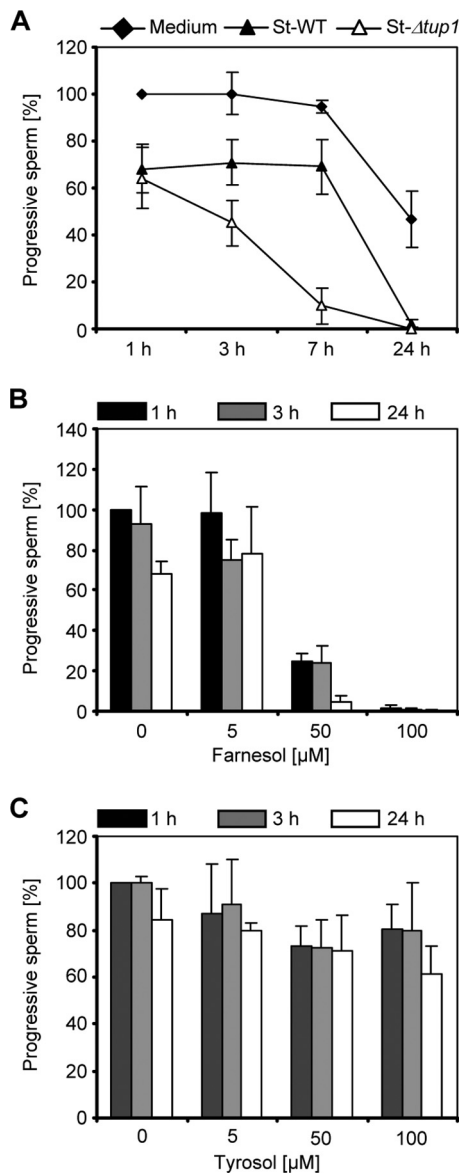 A
Medium St-WT St-Δtup1
Progressive sperm [%]
120
100
80
60
40
20
0
1 h 3 h 7 h 24 h
B
1 h 3 h 24 h
Progressive sperm [%]
140
120
100
80
60
40
20
0
0 5 50 100
Farnesol [µM]
C
1 h 3 h 24 h
Progressive sperm [%]
120
100
80
60
40
20
0
0 5 50 100
Tyrosol [µM]